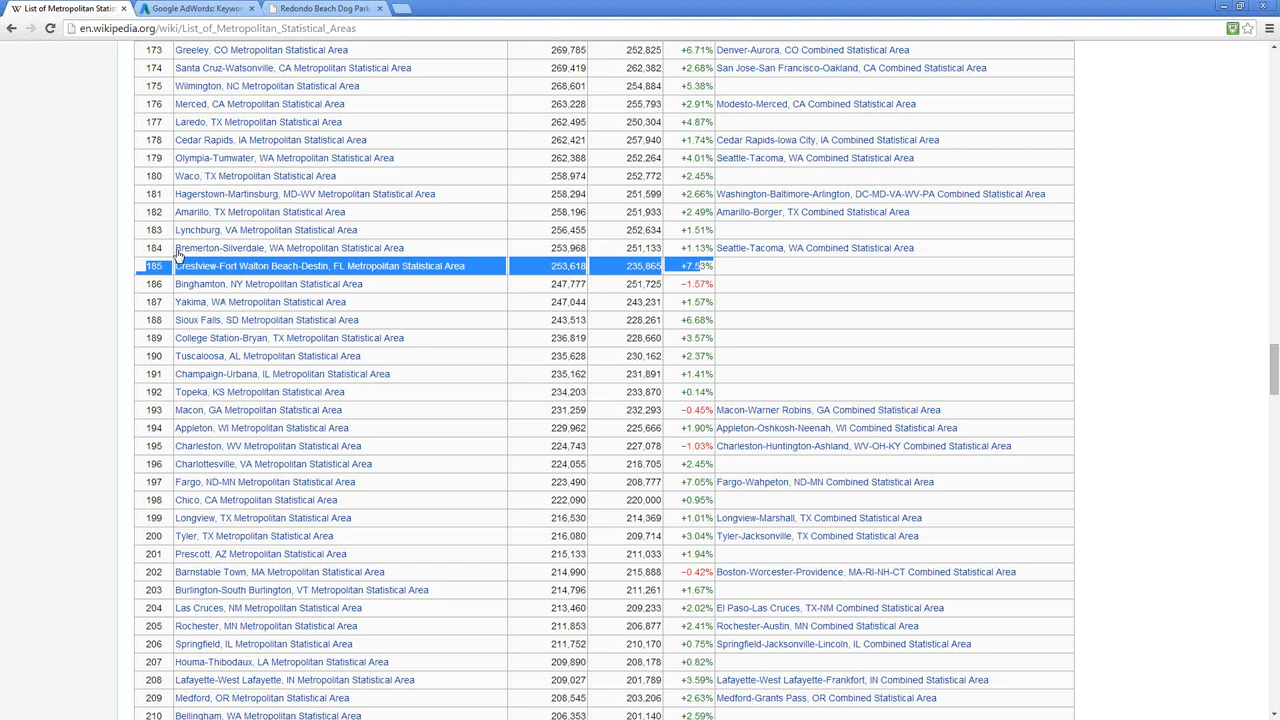 List of Metropolitan Statis
Google AdWords: Keywor
Redondo Beach Dog Park
en.wikipedia.org/wiki/List_of_Metropolitan_Statistical_Areas
173 Greeley, CO Metropolitan Statistical Area 269,785 252,825 +6.71% Denver-Aurora, CO Combined Statistical Area
174 Santa Cruz-Watsonville, CA Metropolitan Statistical Area 269,419 262,382 +2.68% San Jose-San Francisco-Oakland, CA Combined Statistical Area
175 Wilmington, NC Metropolitan Statistical Area 268,601 254,884 +5.38%
176 Merced, CA Metropolitan Statistical Area 263,228 255,793 +2.91% Modesto-Merced, CA Combined Statistical Area
177 Laredo, TX Metropolitan Statistical Area 262,495 250,304 +4.87%
178 Cedar Rapids, IA Metropolitan Statistical Area 262,421 257,940 +1.74% Cedar Rapids-Iowa City, IA Combined Statistical Area
179 Olympia-Tumwater, WA Metropolitan Statistical Area 262,388 252,264 +4.01% Seattle-Tacoma, WA Combined Statistical Area
180 Waco, TX Metropolitan Statistical Area 258,974 252,772 +2.45%
181 Hagerstown-Martinsburg, MD-WV Metropolitan Statistical Area 258,294 251,599 +2.66% Washington-Baltimore-Arlington, DC-MD-VA-WV-PA Combined Statistical Area
182 Amarillo, TX Metropolitan Statistical Area 258,196 251,933 +2.49% Amarillo-Borger, TX Combined Statistical Area
183 Lynchburg, VA Metropolitan Statistical Area 256,455 252,634 +1.51%
184 Bremerton-Silverdale, WA Metropolitan Statistical Area 253,968 251,133 +1.13% Seattle-Tacoma, WA Combined Statistical Area
185 Crestview-Fort Walton Beach-Destin, FL Metropolitan Statistical Area 253,618 235,865 +7.53%
186 Binghamton, NY Metropolitan Statistical Area 247,777 251,725 −1.57%
187 Yakima, WA Metropolitan Statistical Area 247,044 243,231 +1.57%
188 Sioux Falls, SD Metropolitan Statistical Area 243,513 228,261 +6.68%
189 College Station-Bryan, TX Metropolitan Statistical Area 236,819 228,660 +3.57%
190 Tuscaloosa, AL Metropolitan Statistical Area 235,628 230,162 +2.37%
191 Champaign-Urbana, IL Metropolitan Statistical Area 235,162 231,891 +1.41%
192 Topeka, KS Metropolitan Statistical Area 234,203 233,870 +0.14%
193 Macon, GA Metropolitan Statistical Area 231,259 232,293 −0.45% Macon-Warner Robins, GA Combined Statistical Area
194 Appleton, WI Metropolitan Statistical Area 229,962 225,666 +1.90% Appleton-Oshkosh-Neenah, WI Combined Statistical Area
195 Charleston, WV Metropolitan Statistical Area 224,743 227,078 −1.03% Charleston-Huntington-Ashland, WV-OH-KY Combined Statistical Area
196 Charlottesville, VA Metropolitan Statistical Area 224,055 218,705 +2.45%
197 Fargo, ND-MN Metropolitan Statistical Area 223,490 208,777 +7.05% Fargo-Wahpeton, ND-MN Combined Statistical Area
198 Chico, CA Metropolitan Statistical Area 222,090 220,000 +0.95%
199 Longview, TX Metropolitan Statistical Area 216,530 214,369 +1.01% Longview-Marshall, TX Combined Statistical Area
200 Tyler, TX Metropolitan Statistical Area 216,080 209,714 +3.04% Tyler-Jacksonville, TX Combined Statistical Area
201 Prescott, AZ Metropolitan Statistical Area 215,133 211,033 +1.94%
202 Barnstable Town, MA Metropolitan Statistical Area 214,990 215,888 −0.42% Boston-Worcester-Providence, MA-RI-NH-CT Combined Statistical Area
203 Burlington-South Burlington, VT Metropolitan Statistical Area 214,796 211,261 +1.67%
204 Las Cruces, NM Metropolitan Statistical Area 213,460 209,233 +2.02% El Paso-Las Cruces, TX-NM Combined Statistical Area
205 Rochester, MN Metropolitan Statistical Area 211,853 206,877 +2.41% Rochester-Austin, MN Combined Statistical Area
206 Springfield, IL Metropolitan Statistical Area 211,752 210,170 +0.75% Springfield-Jacksonville-Lincoln, IL Combined Statistical Area
207 Houma-Thibodaux, LA Metropolitan Statistical Area 209,890 208,178 +0.82%
208 Lafayette-West Lafayette, IN Metropolitan Statistical Area 209,027 201,789 +3.59% Lafayette-West Lafayette-Frankfort, IN Combined Statistical Area
209 Medford, OR Metropolitan Statistical Area 208,545 203,206 +2.63% Medford-Grants Pass, OR Combined Statistical Area
210 Bellingham, WA Metropolitan Statistical Area 206,353 201,140 +2.59%